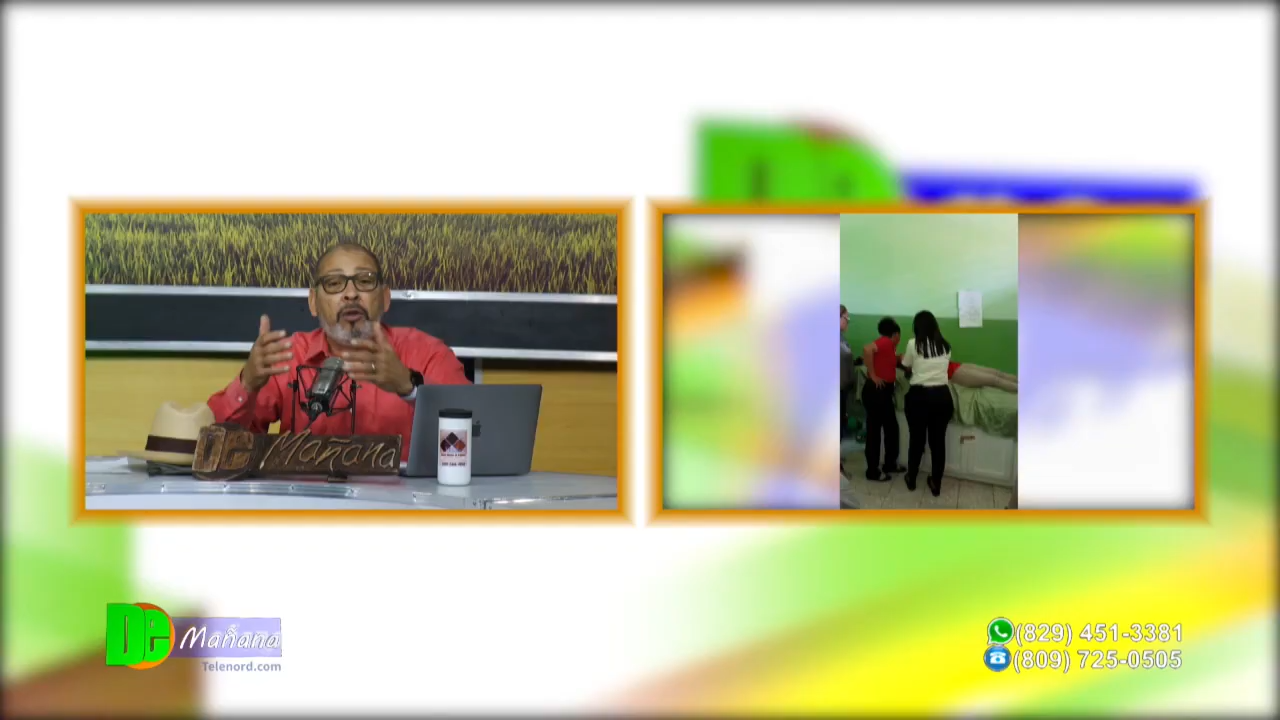 De Mañana
De Mañana
Telenord.com
(829) 451-3381
(809) 725-0505